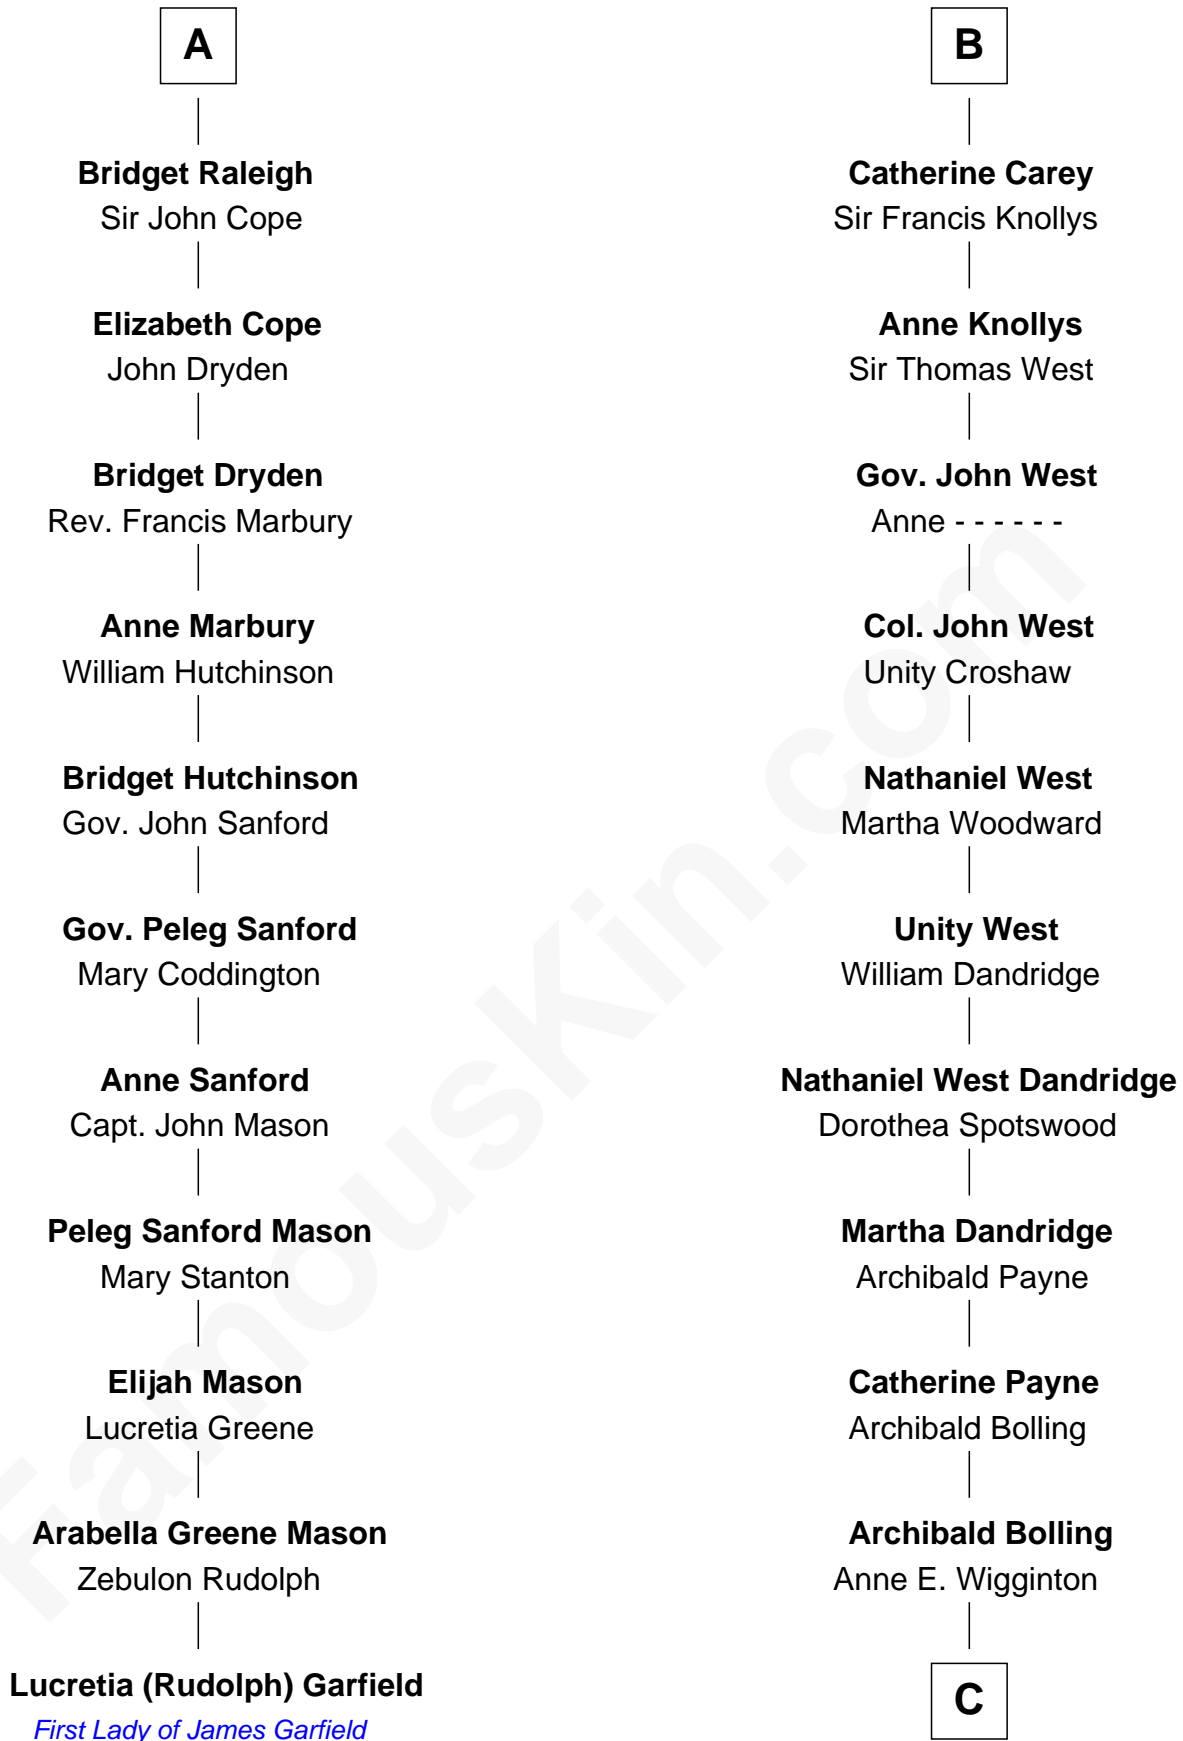 A
Bridget Raleigh
Sir John Cope
Elizabeth Cope
John Dryden
Bridget Dryden
Rev. Francis Marbury
Anne Marbury
William Hutchinson
Bridget Hutchinson
Gov. John Sanford
Gov. Peleg Sanford
Mary Coddington
Anne Sanford
Capt. John Mason
Peleg Sanford Mason
Mary Stanton
Elijah Mason
Lucretia Greene
Arabella Greene Mason
Zebulon Rudolph
Lucretia (Rudolph) Garfield
First Lady of James Garfield
B
Catherine Carey
Sir Francis Knollys
Anne Knollys
Sir Thomas West
Gov. John West
Anne - - - - - -
Col. John West
Unity Croshaw
Nathaniel West
Martha Woodward
Unity West
William Dandridge
Nathaniel West Dandridge
Dorothea Spotswood
Martha Dandridge
Archibald Payne
Catherine Payne
Archibald Bolling
Archibald Bolling
Anne E. Wigginton
C
FamousKin.com